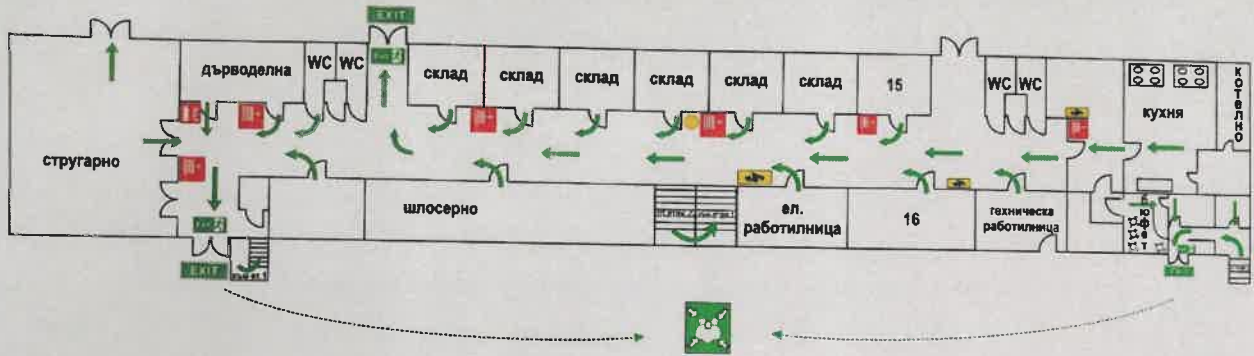 EXIT
дърводелна
WC
WC
склад
склад
склад
склад
склад
склад
15
WC
WC
кухня
котелно
стругарно
шлосерно
ел.
работилница
16
техническа
работилница
бюфет
EXIT